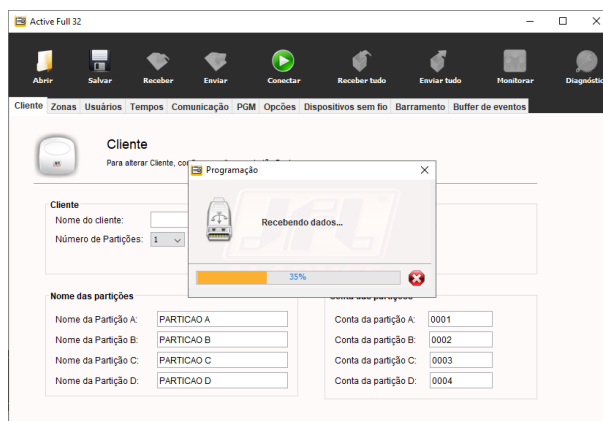 Active Full 32
Abrir Salvar Receber Enviar Conectar Receber tudo Enviar tudo Monitorar Diagnóstic
Cliente Zonas Usuários Tempos Comunicação PGM Opções Dispositivos sem fio Barramento Buffer de eventos
Cliente
Para alterar Cliente,
Programação
Recebendo dados...
JFL
35%
Cliente
Nome do cliente:
Número de Partições: 1
Nome das partições
Nome da Partição A: PARTICAO A
Nome da Partição B: PARTICAO B
Nome da Partição C: PARTICAO C
Nome da Partição D: PARTICAO D
Conta das partições
Conta da partição A: 0001
Conta da partição B: 0002
Conta da partição C: 0003
Conta da partição D: 0004